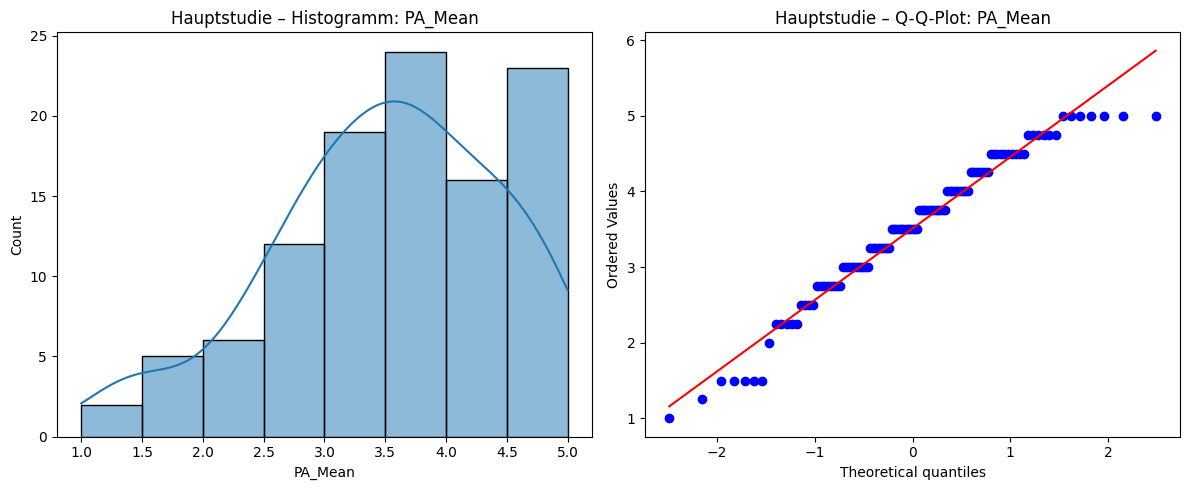 Hauptstudie – Histogramm: PA_Mean
25
20
15
10
5
0
Count
1.0 1.5 2.0 2.5 3.0 3.5 4.0 4.5 5.0
PA_Mean
Hauptstudie – Q-Q-Plot: PA_Mean
6
5
4
3
2
1
Ordered Values
−2 −1 0 1 2
Theoretical quantiles